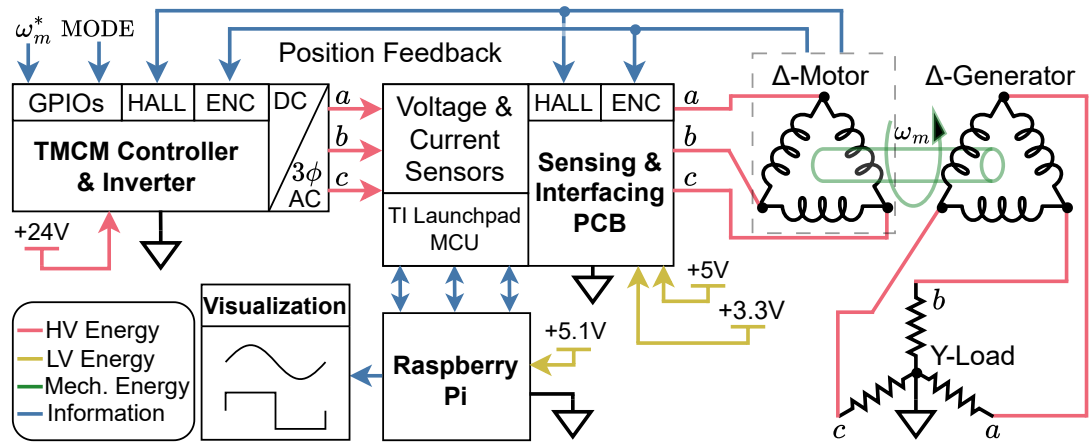 ω*m MODE
Position Feedback
GPIOs HALL ENC DC
3ϕ
AC
TMCM Controller
& Inverter
+24V
a
b
c
Voltage &
Current
Sensors
TI Launchpad
MCU
HALL ENC
Sensing &
Interfacing
PCB
a
b
c
Δ-Motor
Δ-Generator
ωm
+5V
+3.3V
+5.1V
Visualization
Raspberry
Pi
HV Energy
LV Energy
Mech. Energy
Information
b
Y-Load
c
a